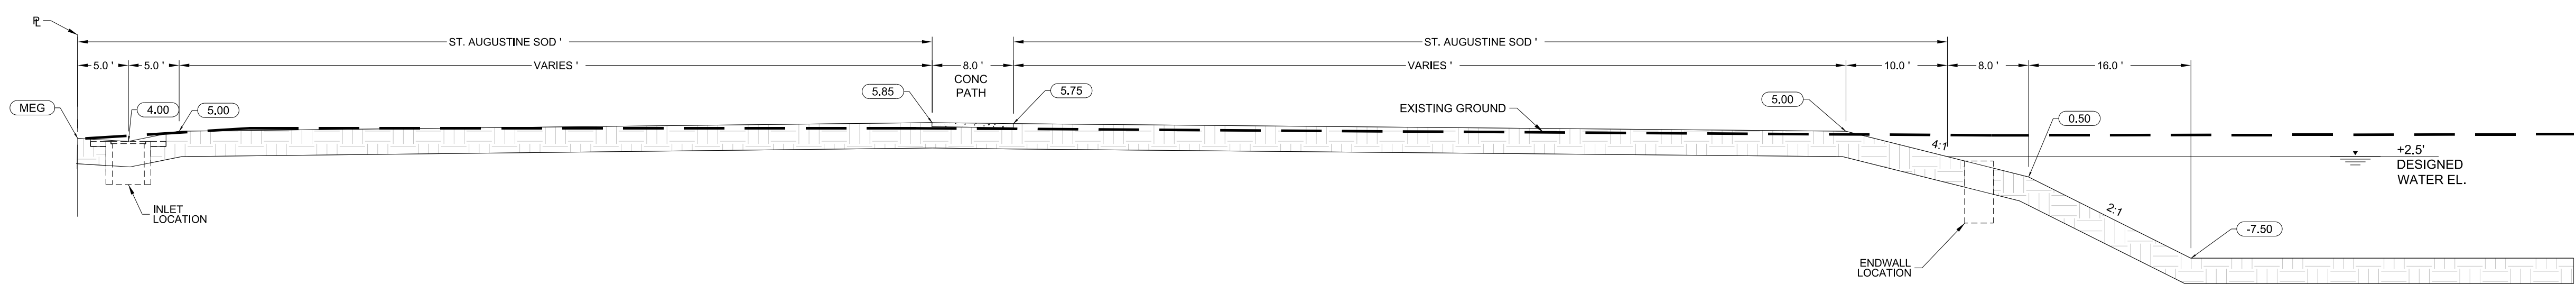 ℄
ST. AUGUSTINE SOD '
ST. AUGUSTINE SOD '
5.0 '
5.0 '
VARIES '
8.0 '
CONC
PATH
VARIES '
10.0 '
8.0 '
16.0 '
MEG
4.00
5.00
5.85
5.75
EXISTING GROUND
5.00
0.50
4:1
+2.5'
DESIGNED
WATER EL.
INLET
LOCATION
2:1
-7.50
ENDWALL
LOCATION